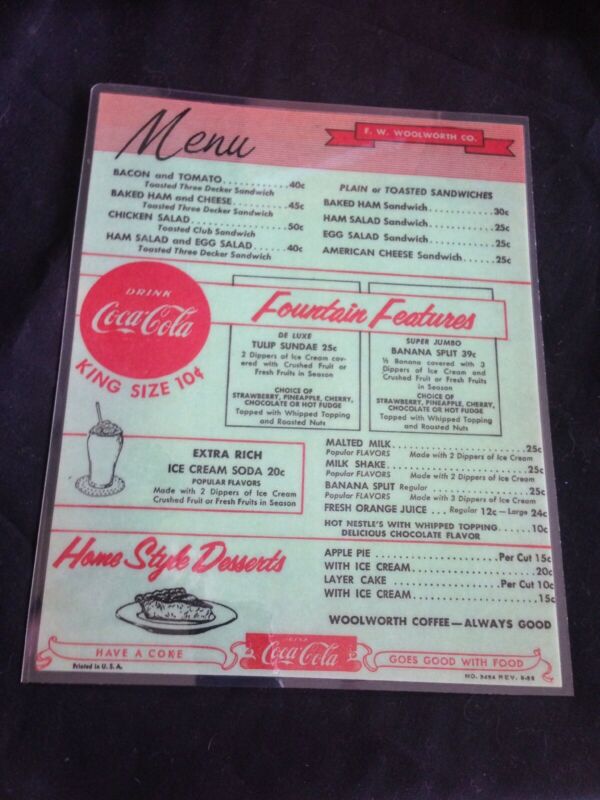 Menu
F. W. WOOLWORTH CO.
BACON and TOMATO..............40c
Toasted Three Decker Sandwich
BAKED HAM and CHEESE............45c
Toasted Three Decker Sandwich
CHICKEN SALAD....................50c
Toasted Club Sandwich
HAM SALAD and EGG SALAD........40c
Toasted Three Decker Sandwich
PLAIN or TOASTED SANDWICHES
BAKED HAM Sandwich.............30c
HAM SALAD Sandwich.............25c
EGG SALAD Sandwich..............25c
AMERICAN CHEESE Sandwich......25c
DRINK
Coca-Cola
KING SIZE 10¢
Fountain Features
DE LUXE
TULIP SUNDAE 25c
2 Dippers of Ice Cream cov-
ered with Crushed Fruit or
Fresh Fruits in Season
CHOICE OF
STRAWBERRY, PINEAPPLE, CHERRY,
CHOCOLATE OR HOT FUDGE
Topped with Whipped Topping
and Roasted Nuts
SUPER JUMBO
BANANA SPLIT 39c
½ Banana covered with 3
Dippers of Ice Cream and
Crushed Fruit or Fresh Fruits
in Season
CHOICE OF
STRAWBERRY, PINEAPPLE, CHERRY,
CHOCOLATE OR HOT FUDGE
Topped with Whipped Topping
and Roasted Nuts
EXTRA RICH
ICE CREAM SODA 20c
POPULAR FLAVORS
Made with 2 Dippers of Ice Cream
Crushed Fruit or Fresh Fruits in Season
MALTED MILK.........................25c
Popular FLAVORS Made with 2 Dippers of Ice Cream
MILK SHAKE..........................25c
Popular FLAVORS Made with 2 Dippers of Ice Cream
BANANA SPLIT Regular..................25c
Popular FLAVORS Made with 3 Dippers of Ice Cream
FRESH ORANGE JUICE ... Regular 12c — Large 24c
HOT NESTLE'S WITH WHIPPED TOPPING.......10c
DELICIOUS CHOCOLATE FLAVOR
Home Style Desserts
APPLE PIE.....................Per Cut 15c
WITH ICE CREAM....................20c
LAYER CAKE ..................Per Cut 10c
WITH ICE CREAM....................15c
WOOLWORTH COFFEE—ALWAYS GOOD
HAVE A COKE
Coca-Cola
GOES GOOD WITH FOOD
Printed in U. S. A.